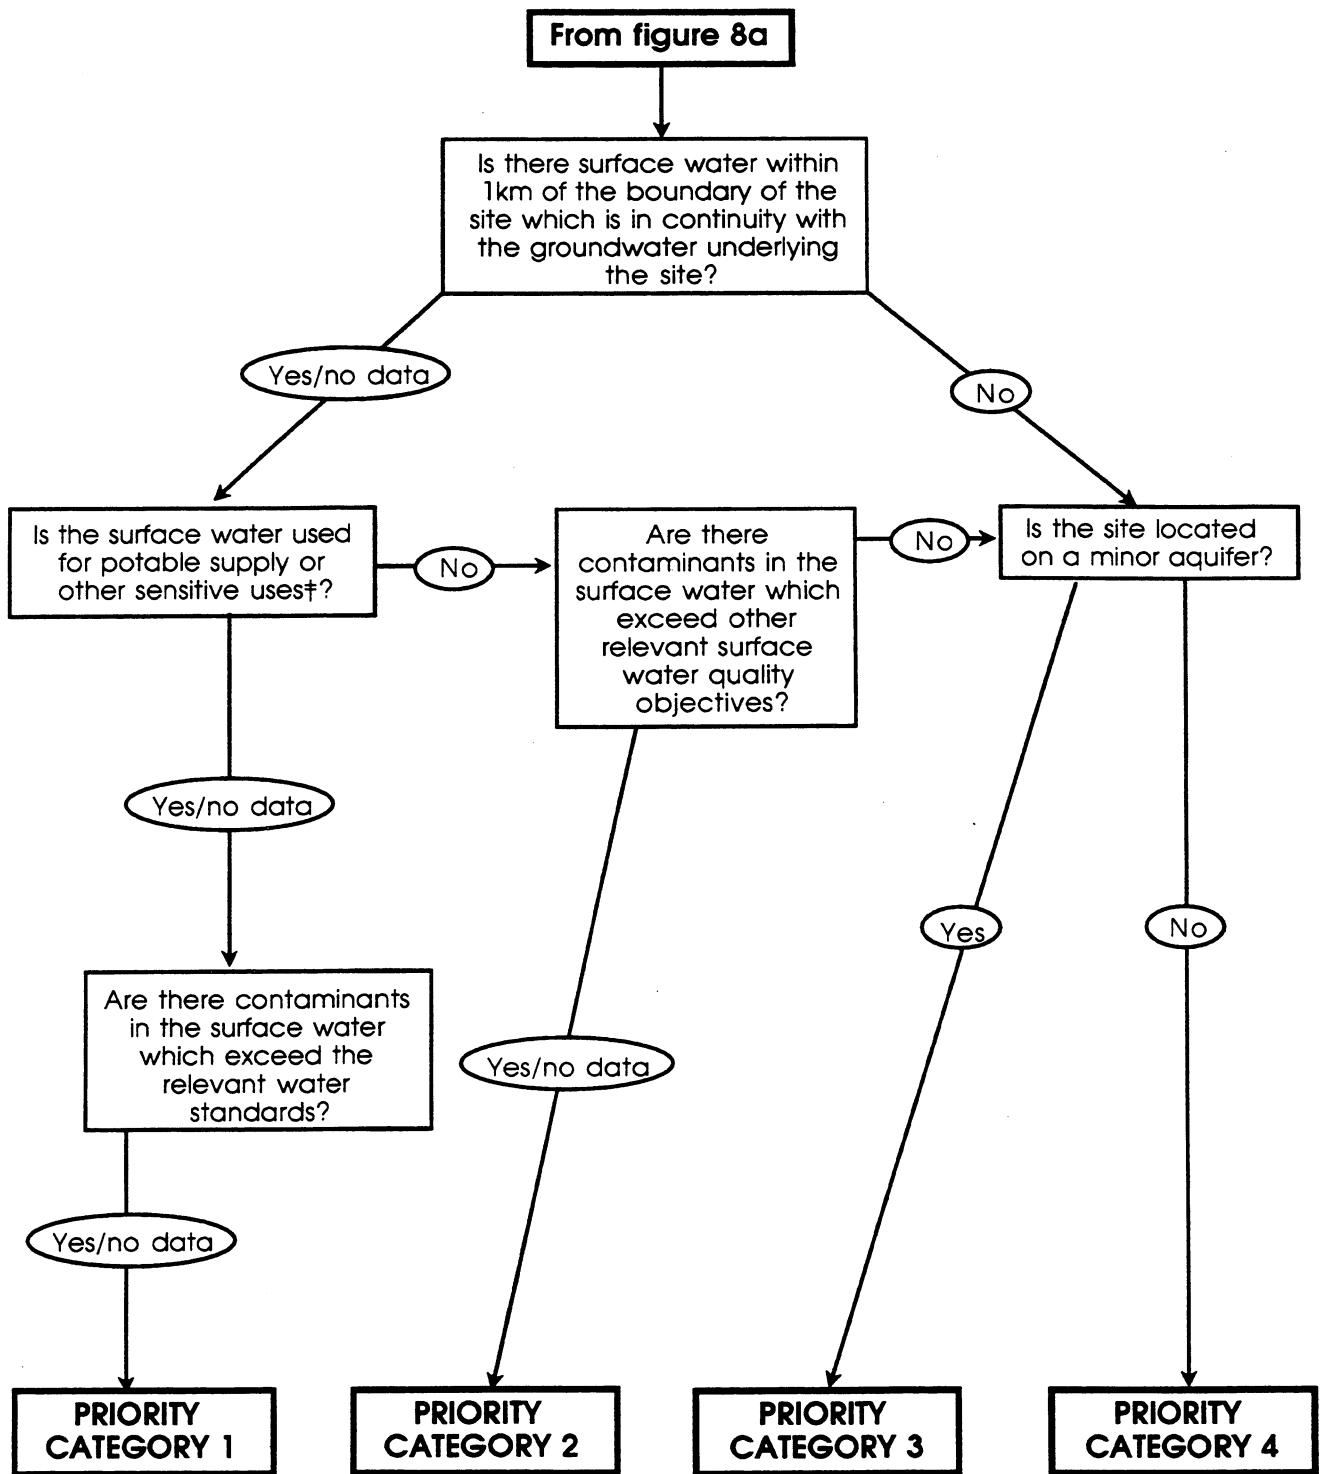 From figure 8a
Is there surface water within
1km of the boundary of the
site which is in continuity with
the groundwater underlying
the site?
Yes/no data
No
Is the surface water used
for potable supply or
other sensitive uses‡?
No
Are there
contaminants in the
surface water which
exceed other
relevant surface
water quality
objectives?
No
Is the site located
on a minor aquifer?
Yes/no data
Yes
No
Are there contaminants
in the surface water
which exceed the
relevant water
standards?
Yes/no data
Yes/no data
PRIORITY
CATEGORY 1
PRIORITY
CATEGORY 2
PRIORITY
CATEGORY 3
PRIORITY
CATEGORY 4